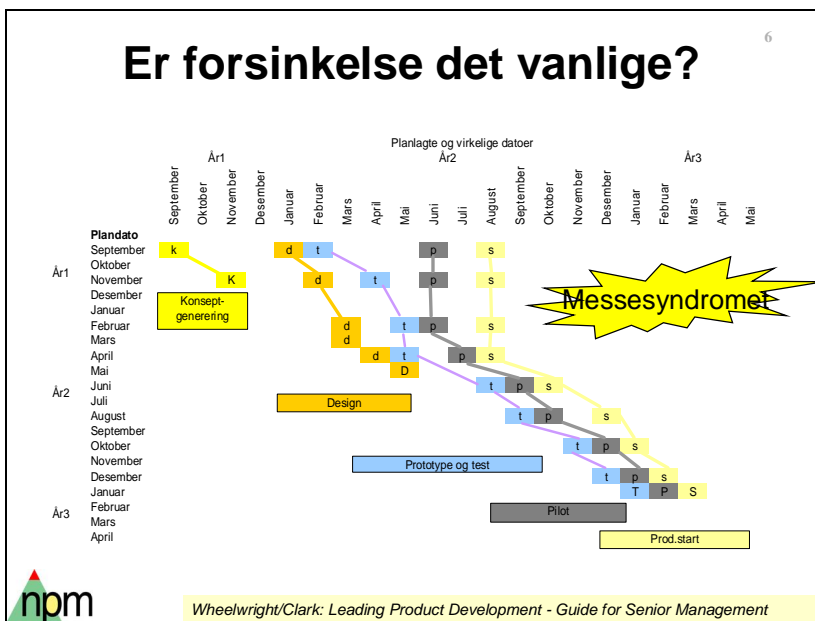 6
Er forsinkelse det vanlige?
Planlagte og virkelige datoer
År1 År2 År3
September Oktober November Desember Januar Februar Mars April Mai Juni Juli August September Oktober November Desember Januar Februar Mars April Mai
Plandato
September k d t p s
Oktober
År1
November K d t p s
Desember
Januar
Konsept-
generering
Messesyndromet
Februar d t p s
Mars d
April d t p s
Mai D
Juni t p s
År2
Juli Design
August t p s
September
Oktober t p s
November Prototype og test
Desember t p s
Januar T P S
Februar Pilot
År3
Mars
April Prod.start
npm
Wheelwright/Clark: Leading Product Development - Guide for Senior Management